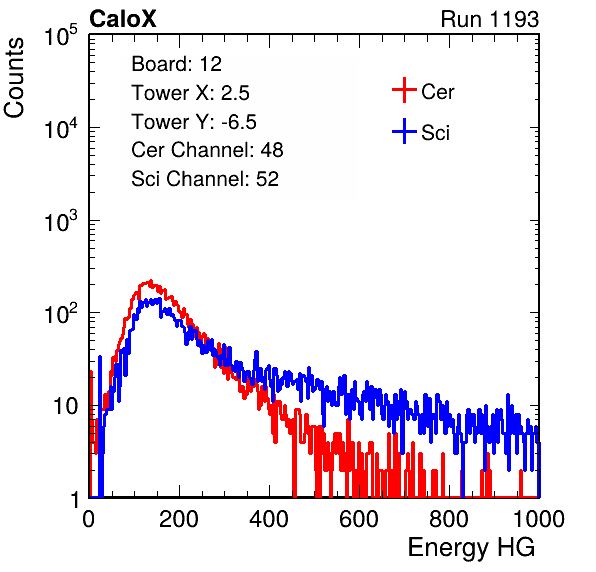 CaloX Run 1193
Counts
10^5
10^4
10^3
10^2
10
1
Board: 12
Tower X: 2.5
Tower Y: -6.5
Cer Channel: 48
Sci Channel: 52
Cer
Sci
0 200 400 600 800 1000
Energy HG